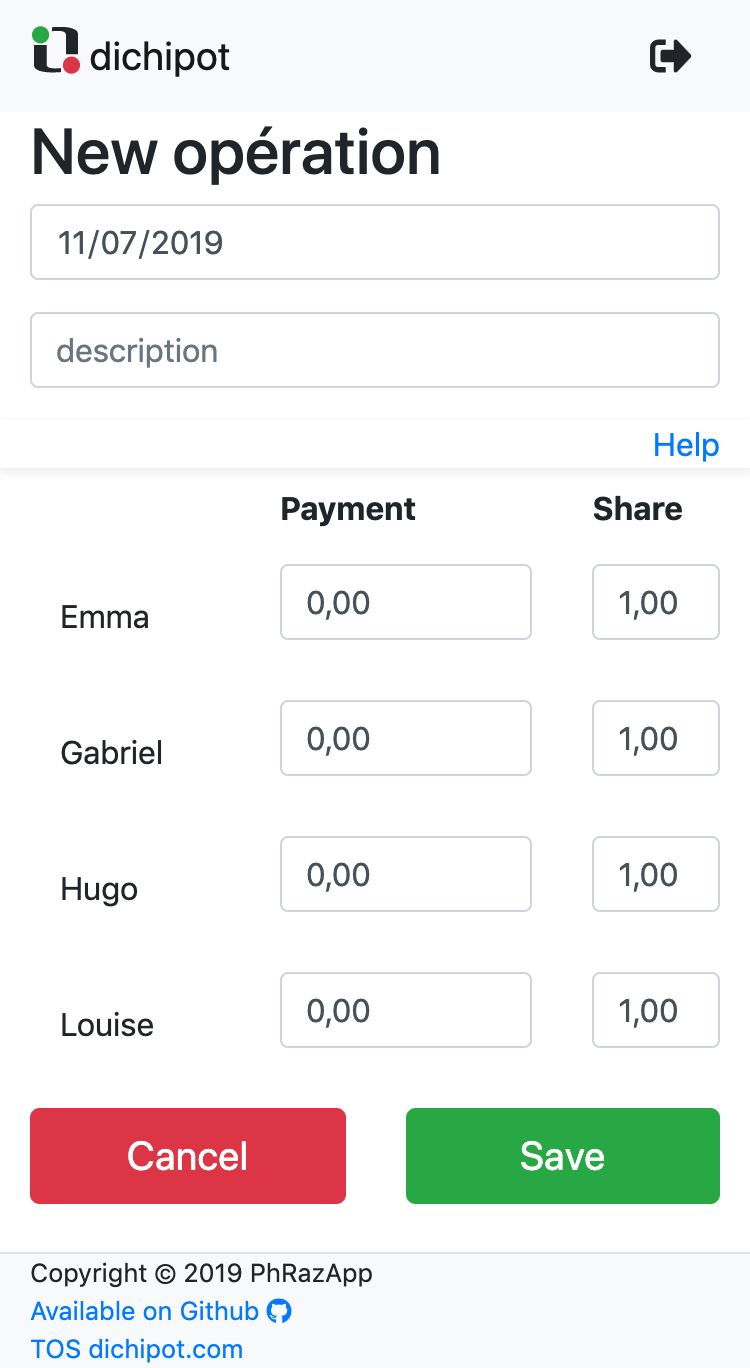 dichipot
New opération
11/07/2019
description
Help
Payment Share
Emma 0,00 1,00
Gabriel 0,00 1,00
Hugo 0,00 1,00
Louise 0,00 1,00
Cancel Save
Copyright © 2019 PhRazApp
Available on Github
TOS dichipot.com